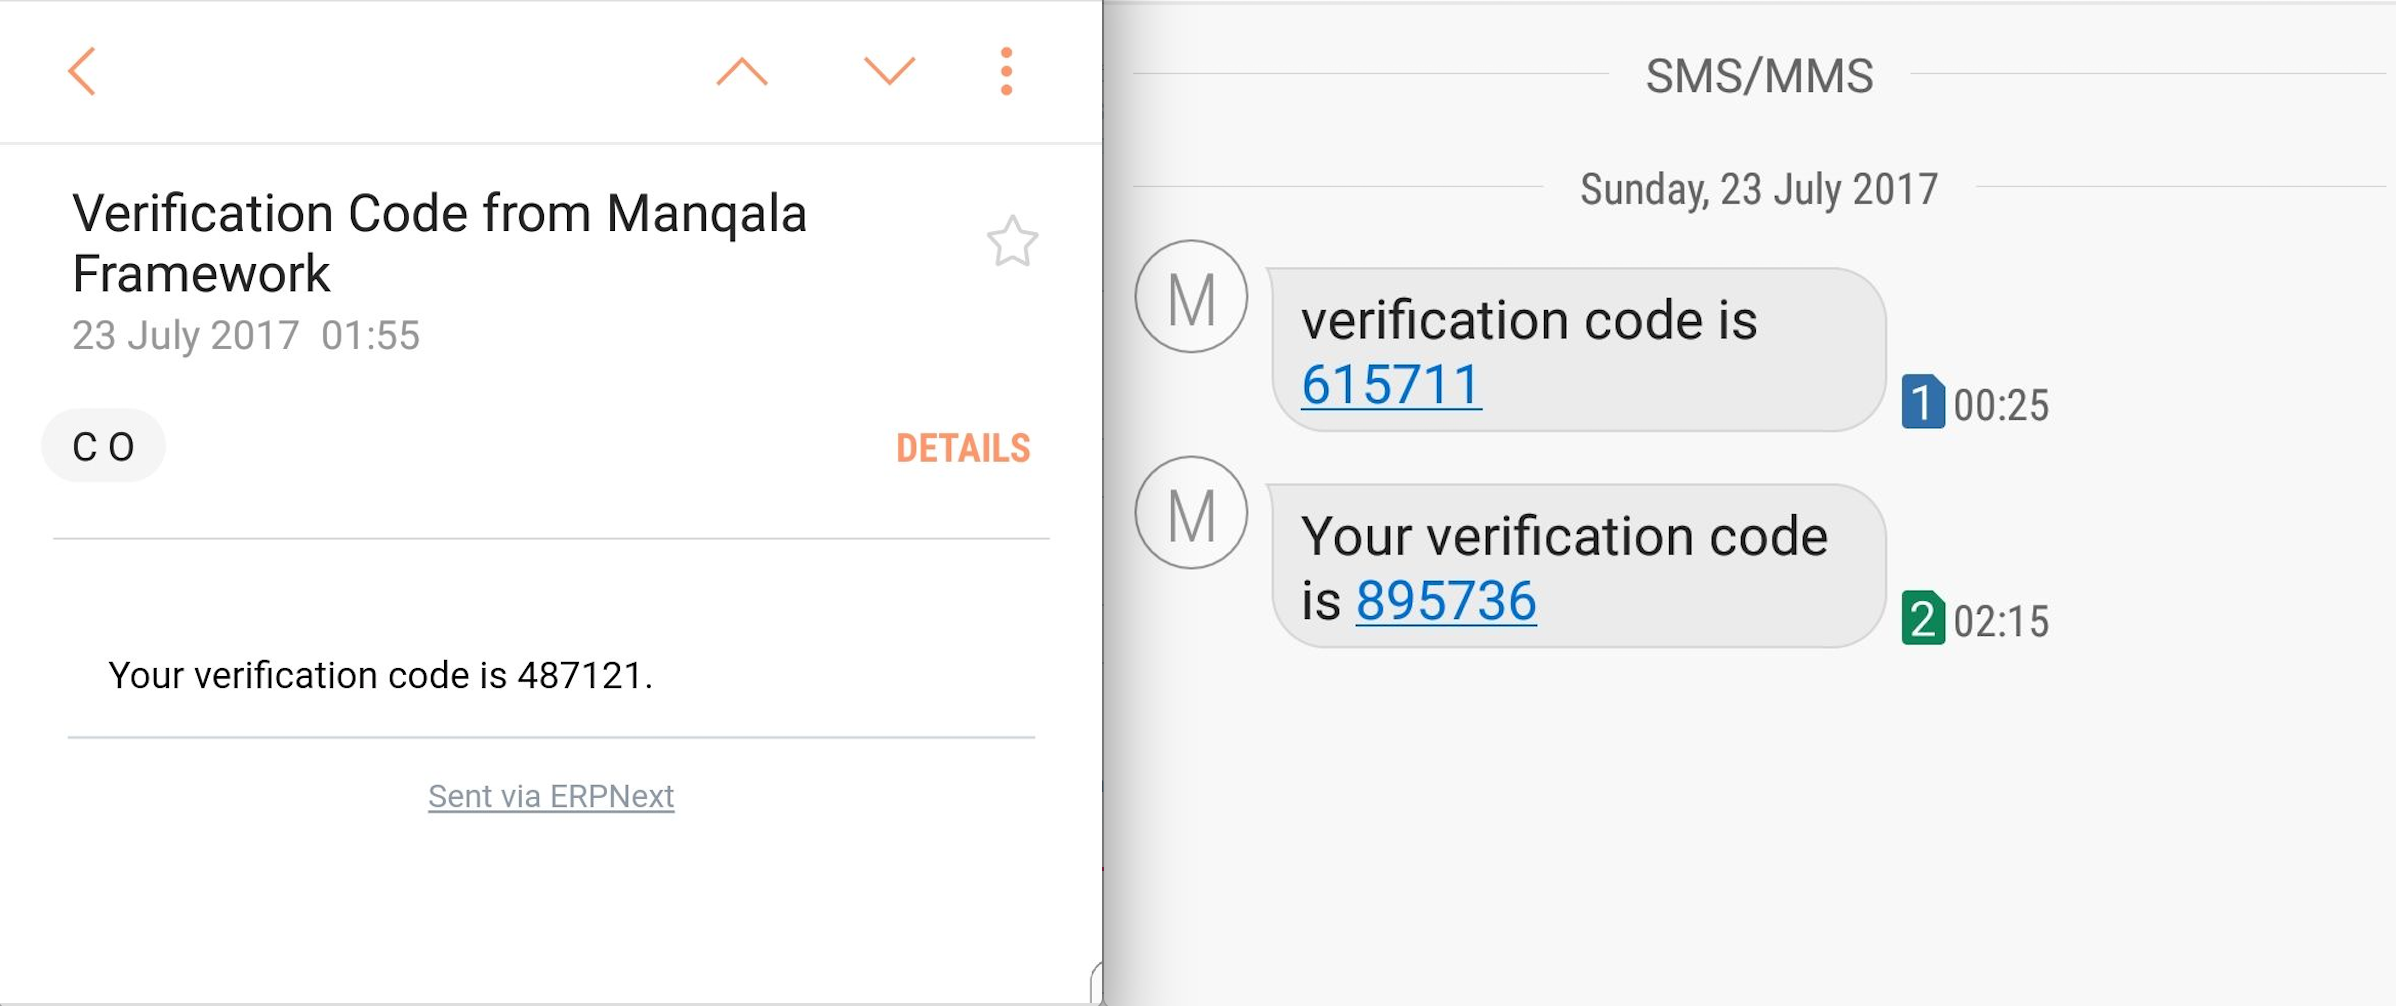 Verification Code from Manqala
Framework
23 July 2017 01:55
C O
DETAILS
Your verification code is 487121.
Sent via ERPNext
SMS/MMS
Sunday, 23 July 2017
M
verification code is
615711
1 00:25
M
Your verification code
is 895736
2 02:15